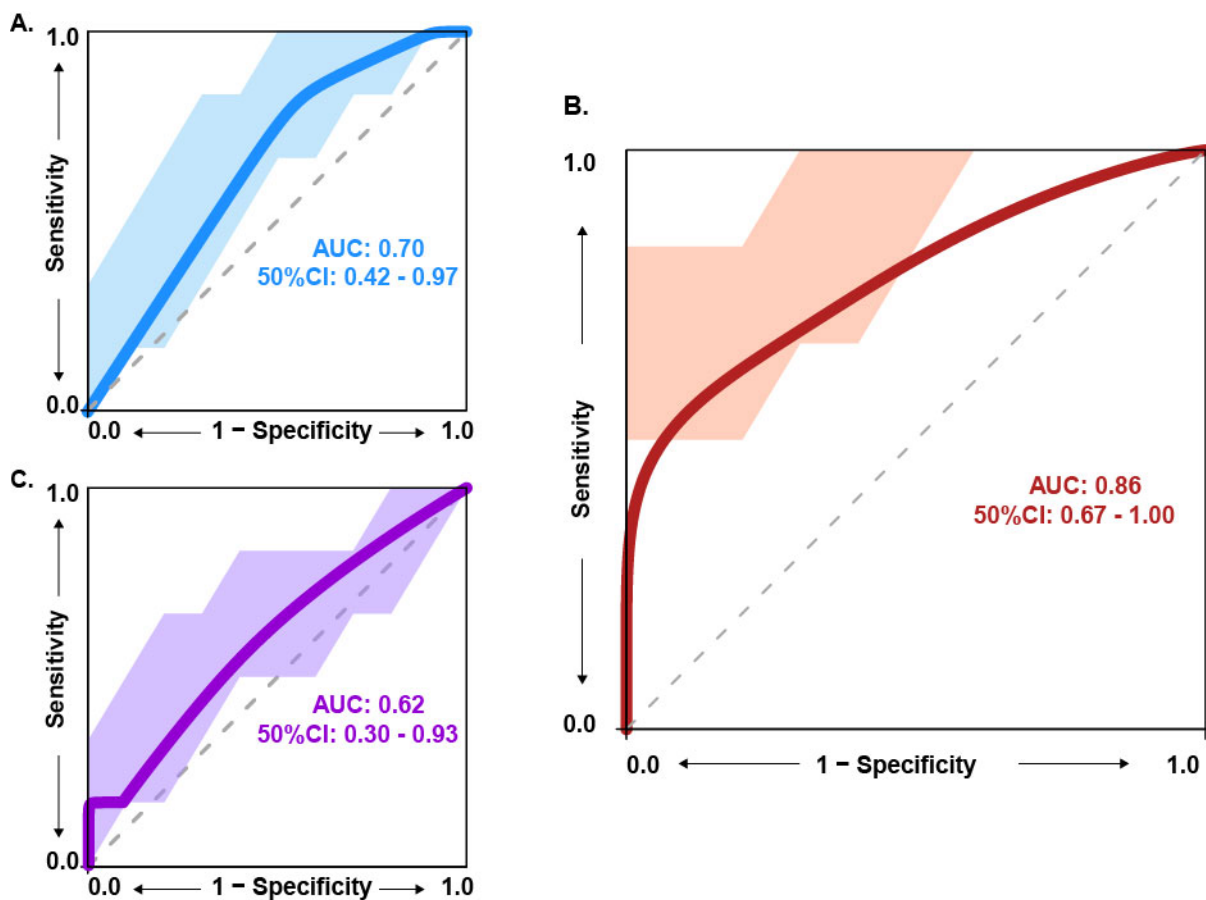 A.
1.0
Sensitivity
AUC: 0.70
50%CI: 0.42 - 0.97
0.0
0.0
1 − Specificity
1.0
B.
1.0
Sensitivity
AUC: 0.86
50%CI: 0.67 - 1.00
0.0
0.0
1 − Specificity
1.0
C.
1.0
Sensitivity
AUC: 0.62
50%CI: 0.30 - 0.93
0.0
0.0
1 − Specificity
1.0